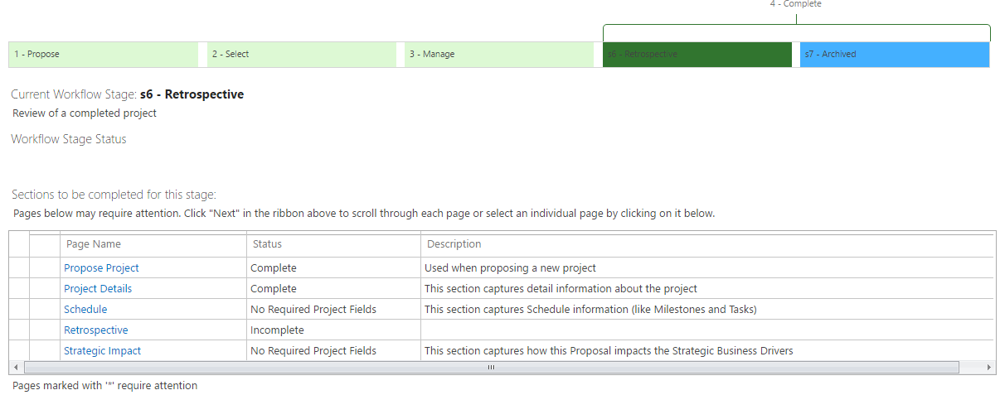 4 - Complete
1 - Propose 2 - Select 3 - Manage s6 - Retrospective s7 - Archived
Current Workflow Stage: s6 - Retrospective
Review of a completed project
Workflow Stage Status
Sections to be completed for this stage:
Pages below may require attention. Click "Next" in the ribbon above to scroll through each page or select an individual page by clicking on it below.
Page Name Status Description
Propose Project Complete Used when proposing a new project
Project Details Complete This section captures detail information about the project
Schedule No Required Project Fields This section captures Schedule information (like Milestones and Tasks)
Retrospective Incomplete
Strategic Impact No Required Project Fields This section captures how this Proposal impacts the Strategic Business Drivers
Pages marked with '*' require attention